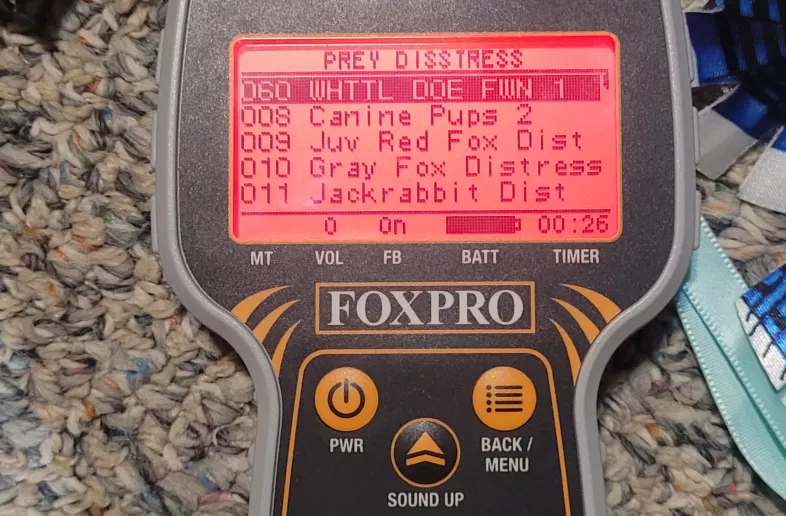 PREY DISSTRESS
060 WHTTL DOE FWN 1
008 Canine Pups 2
009 Juv Red Fox Dist
010 Gray Fox Distress
011 Jackrabbit Dist
0 On 00:26
MT VOL FB BATT TIMER
FOXPRO
PWR
BACK /
MENU
SOUND UP